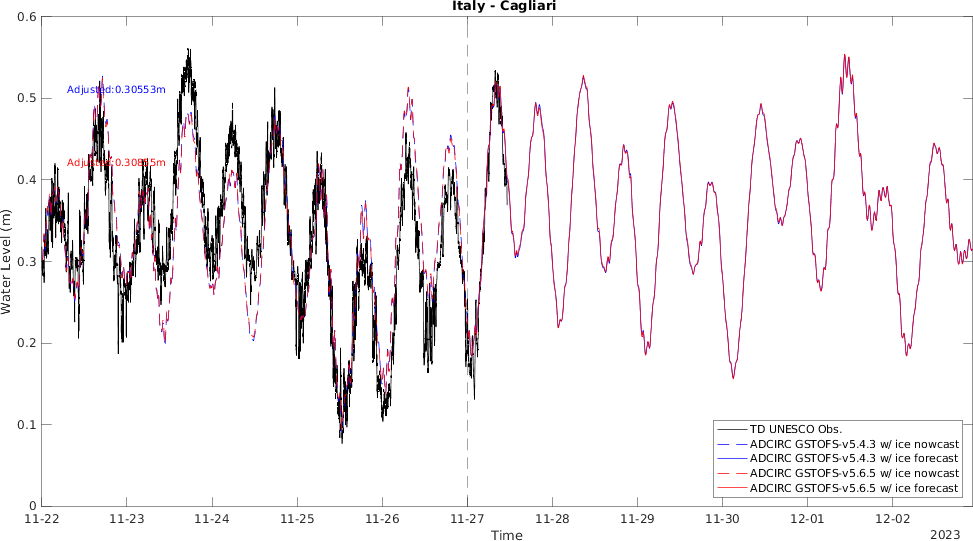 Italy - Cagliari
0.6
0.5
0.4
0.3
0.2
0.1
0
Water Level (m)
Adjusted:0.30553m
TD UNESCO Obs.
ADCIRC GSTOFS-v5.4.3 w/ ice nowcast
ADCIRC GSTOFS-v5.4.3 w/ ice forecast
ADCIRC GSTOFS-v5.6.5 w/ ice nowcast
ADCIRC GSTOFS-v5.6.5 w/ ice forecast
11-22 11-23 11-24 11-25 11-26 11-27 11-28 11-29 11-30 12-01 12-02
Time
2023